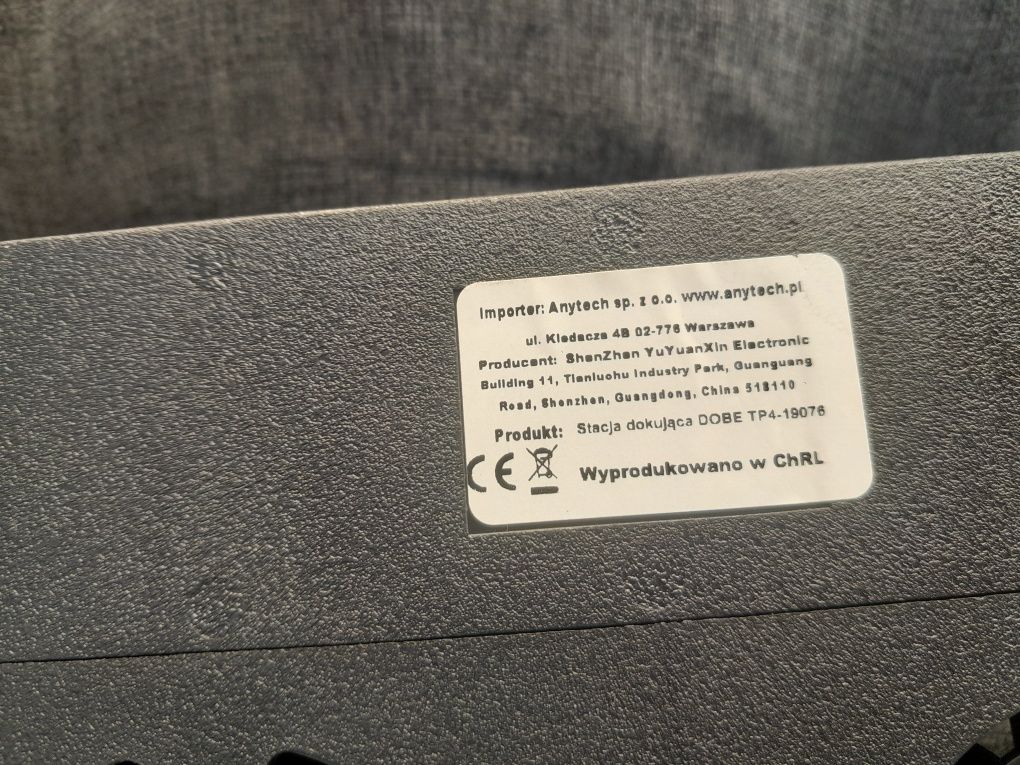 Importer: Anytech sp. z o.o. www.anytech.pl
ul. Kledacza 4B 02-776 Warszawa
Producent: ShenZhen YuYuanXin Electronic
Building 11, Tianluohu Industry Park, Guanguang
Road, Shenzhen, Guangdong, China 518110
Produkt: Stacja dokująca DOBE TP4-19076
CE Wyprodukowano w ChRL